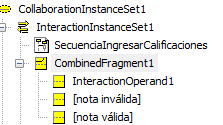 CollaborationInstanceSet1
InteractionInstanceSet1
SecuenciaIngresarCalificaciones
CombinedFragment1
InteractionOperand1
[nota inválida]
[nota válida]